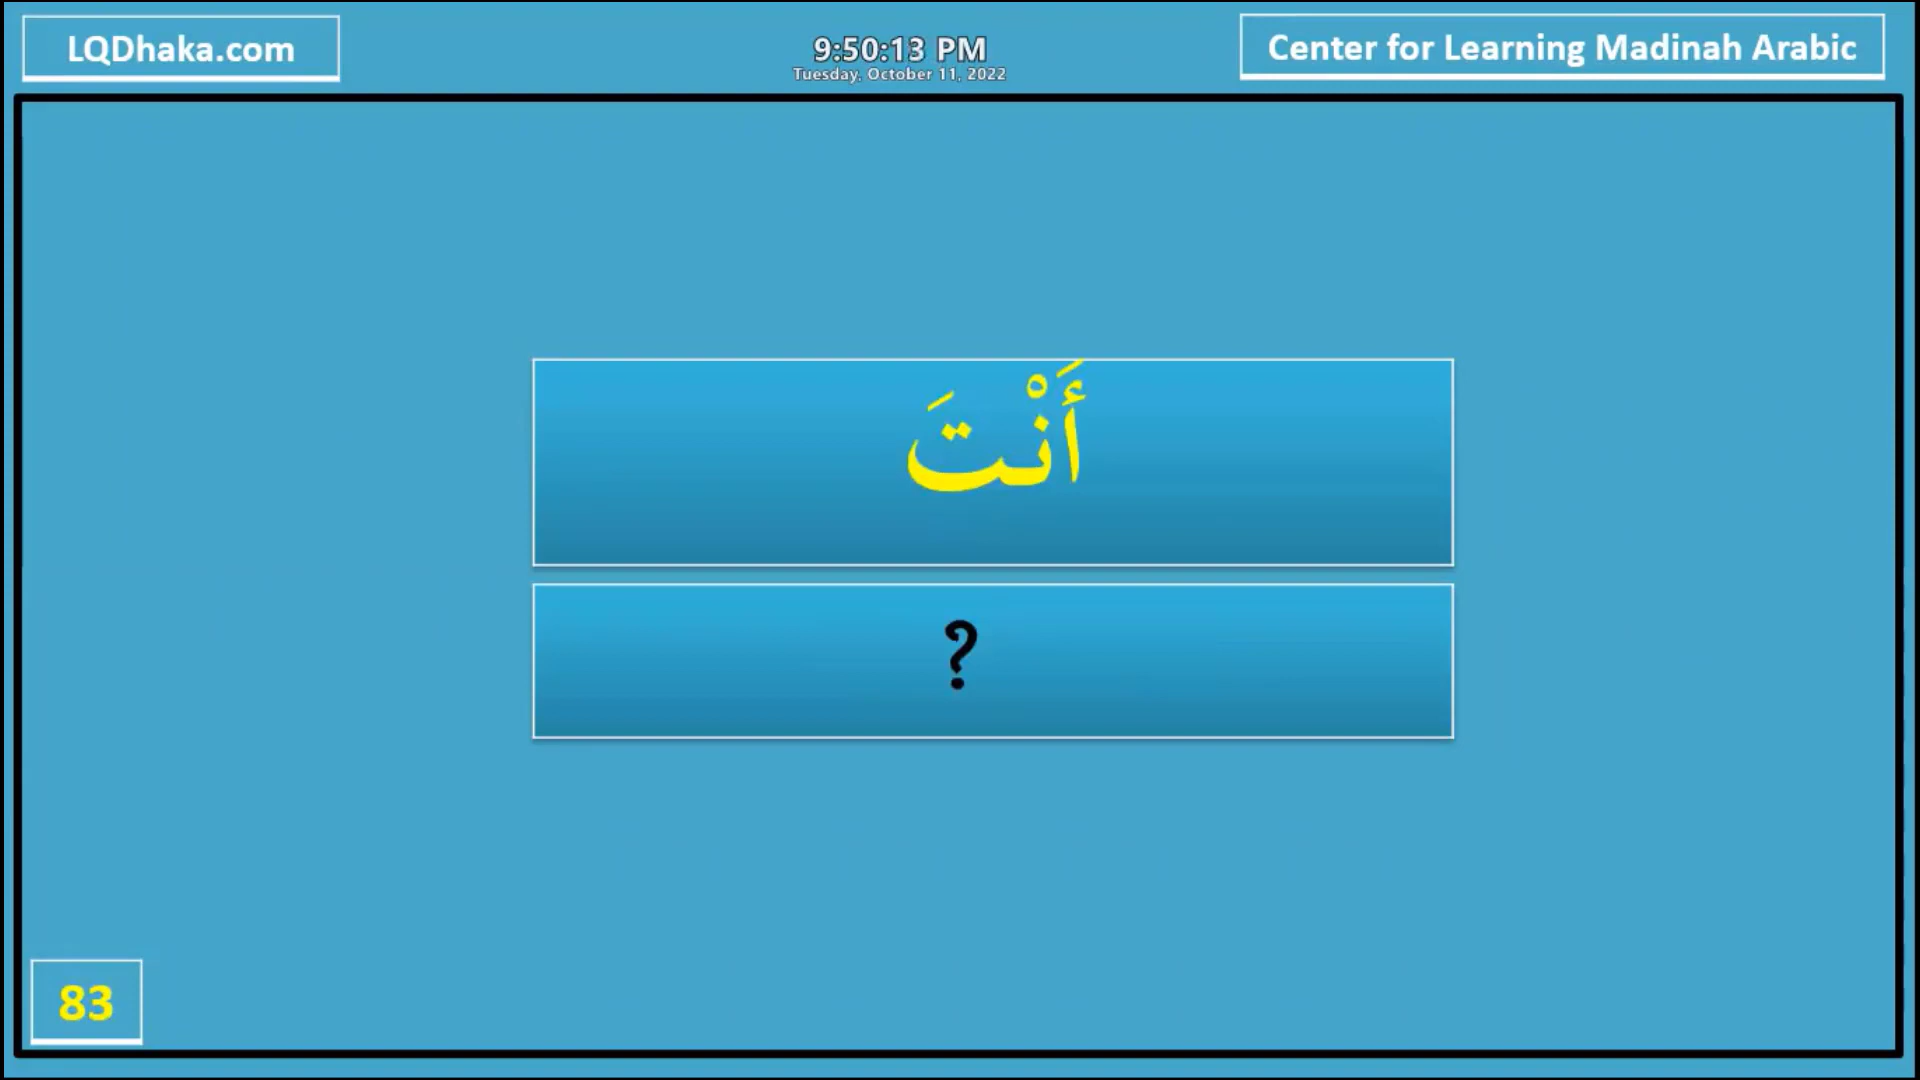 LQDhaka.com
9:50:13 PM
Tuesday, October 11, 2022
Center for Learning Madinah Arabic
أَنْتَ
?
83